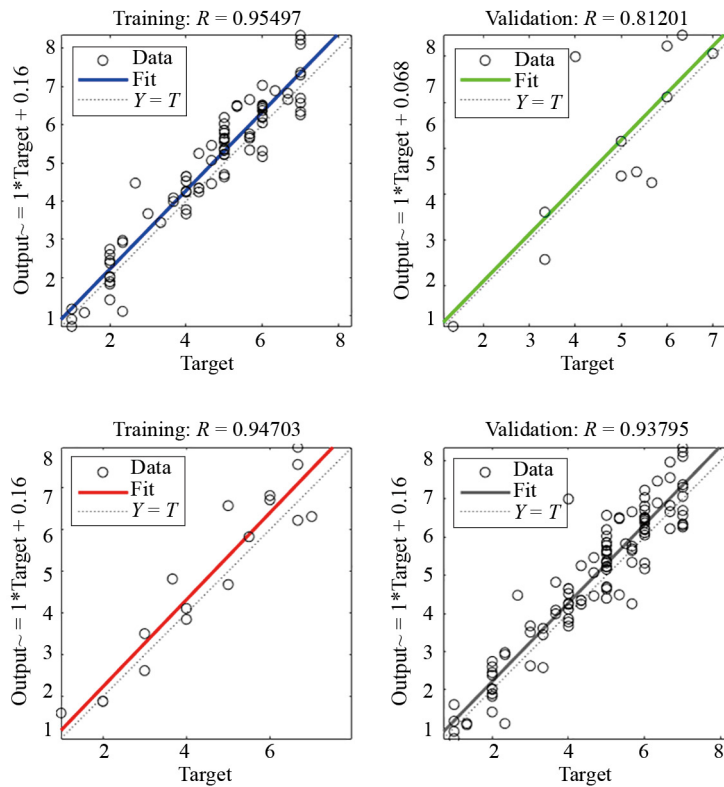 Training: R = 0.95497
Output~ = 1*Target + 0.16
8
7
6
5
4
3
2
1
Data
Fit
Y = T
2
4
6
8
Target
Validation: R = 0.81201
Output~ = 1*Target + 0.068
8
7
6
5
4
3
2
1
Data
Fit
Y = T
2
3
4
5
6
7
Target
Training: R = 0.94703
Output~ = 1*Target + 0.16
8
7
6
5
4
3
2
1
Data
Fit
Y = T
2
4
6
Target
Validation: R = 0.93795
Output~ = 1*Target + 0.16
8
7
6
5
4
3
2
1
Data
Fit
Y = T
2
4
6
8
Target